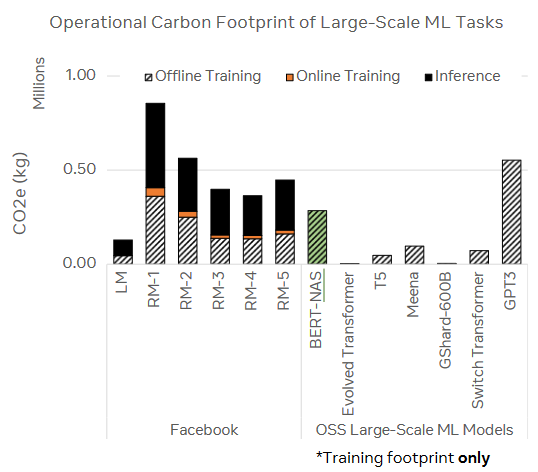 Operational Carbon Footprint of Large-Scale ML Tasks
Millions
1.00
Offline Training
Online Training
Inference
CO2e (kg)
0.50
0.00
LM
RM-1
RM-2
RM-3
RM-4
RM-5
BERT-NAS
Evolved Transformer
T5
Meena
GShard-600B
Switch Transformer
GPT3
Facebook
OSS Large-Scale ML Models
*Training footprint only